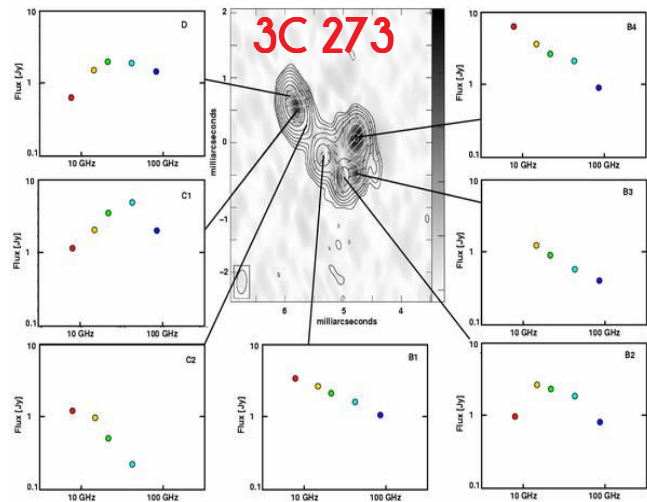 3C 273
D
Flux [Jy]
10
1
0.1
10 GHz
100 GHz
C1
Flux [Jy]
10
1
0.1
10 GHz
100 GHz
C2
Flux [Jy]
10
1
0.1
10 GHz
100 GHz
milliarcseconds
2
1
0
−1
−2
6
5
4
milliarcseconds
B1
Flux [Jy]
10
1
0.1
10 GHz
100 GHz
B4
Flux [Jy]
10
1
0.1
10 GHz
100 GHz
B3
Flux [Jy]
10
1
0.1
10 GHz
100 GHz
B2
Flux [Jy]
10
1
0.1
10 GHz
100 GHz